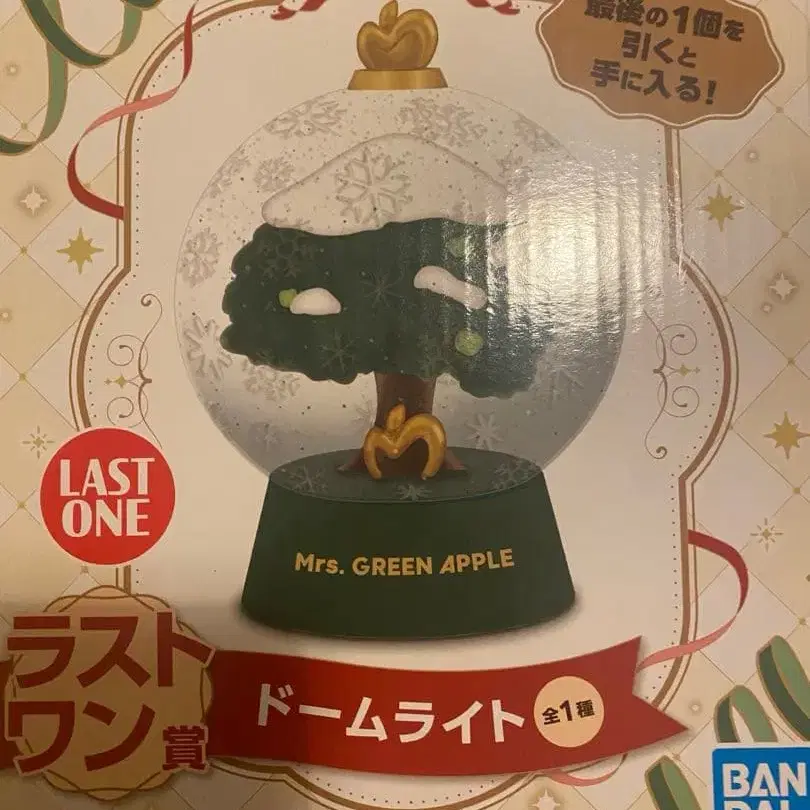 最後の1個を
引くと
手に入る!
LAST
ONE
Mrs. GREEN APPLE
ラスト
ワン賞
ドームライト 全1種
BAN